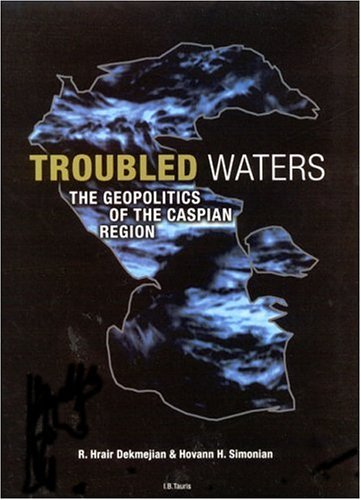 TROUBLED WATERS
THE GEOPOLITICS
OF THE CASPIAN
REGION
R. Hrair Dekmejian & Hovann H. Simonian
I.B.Tauris